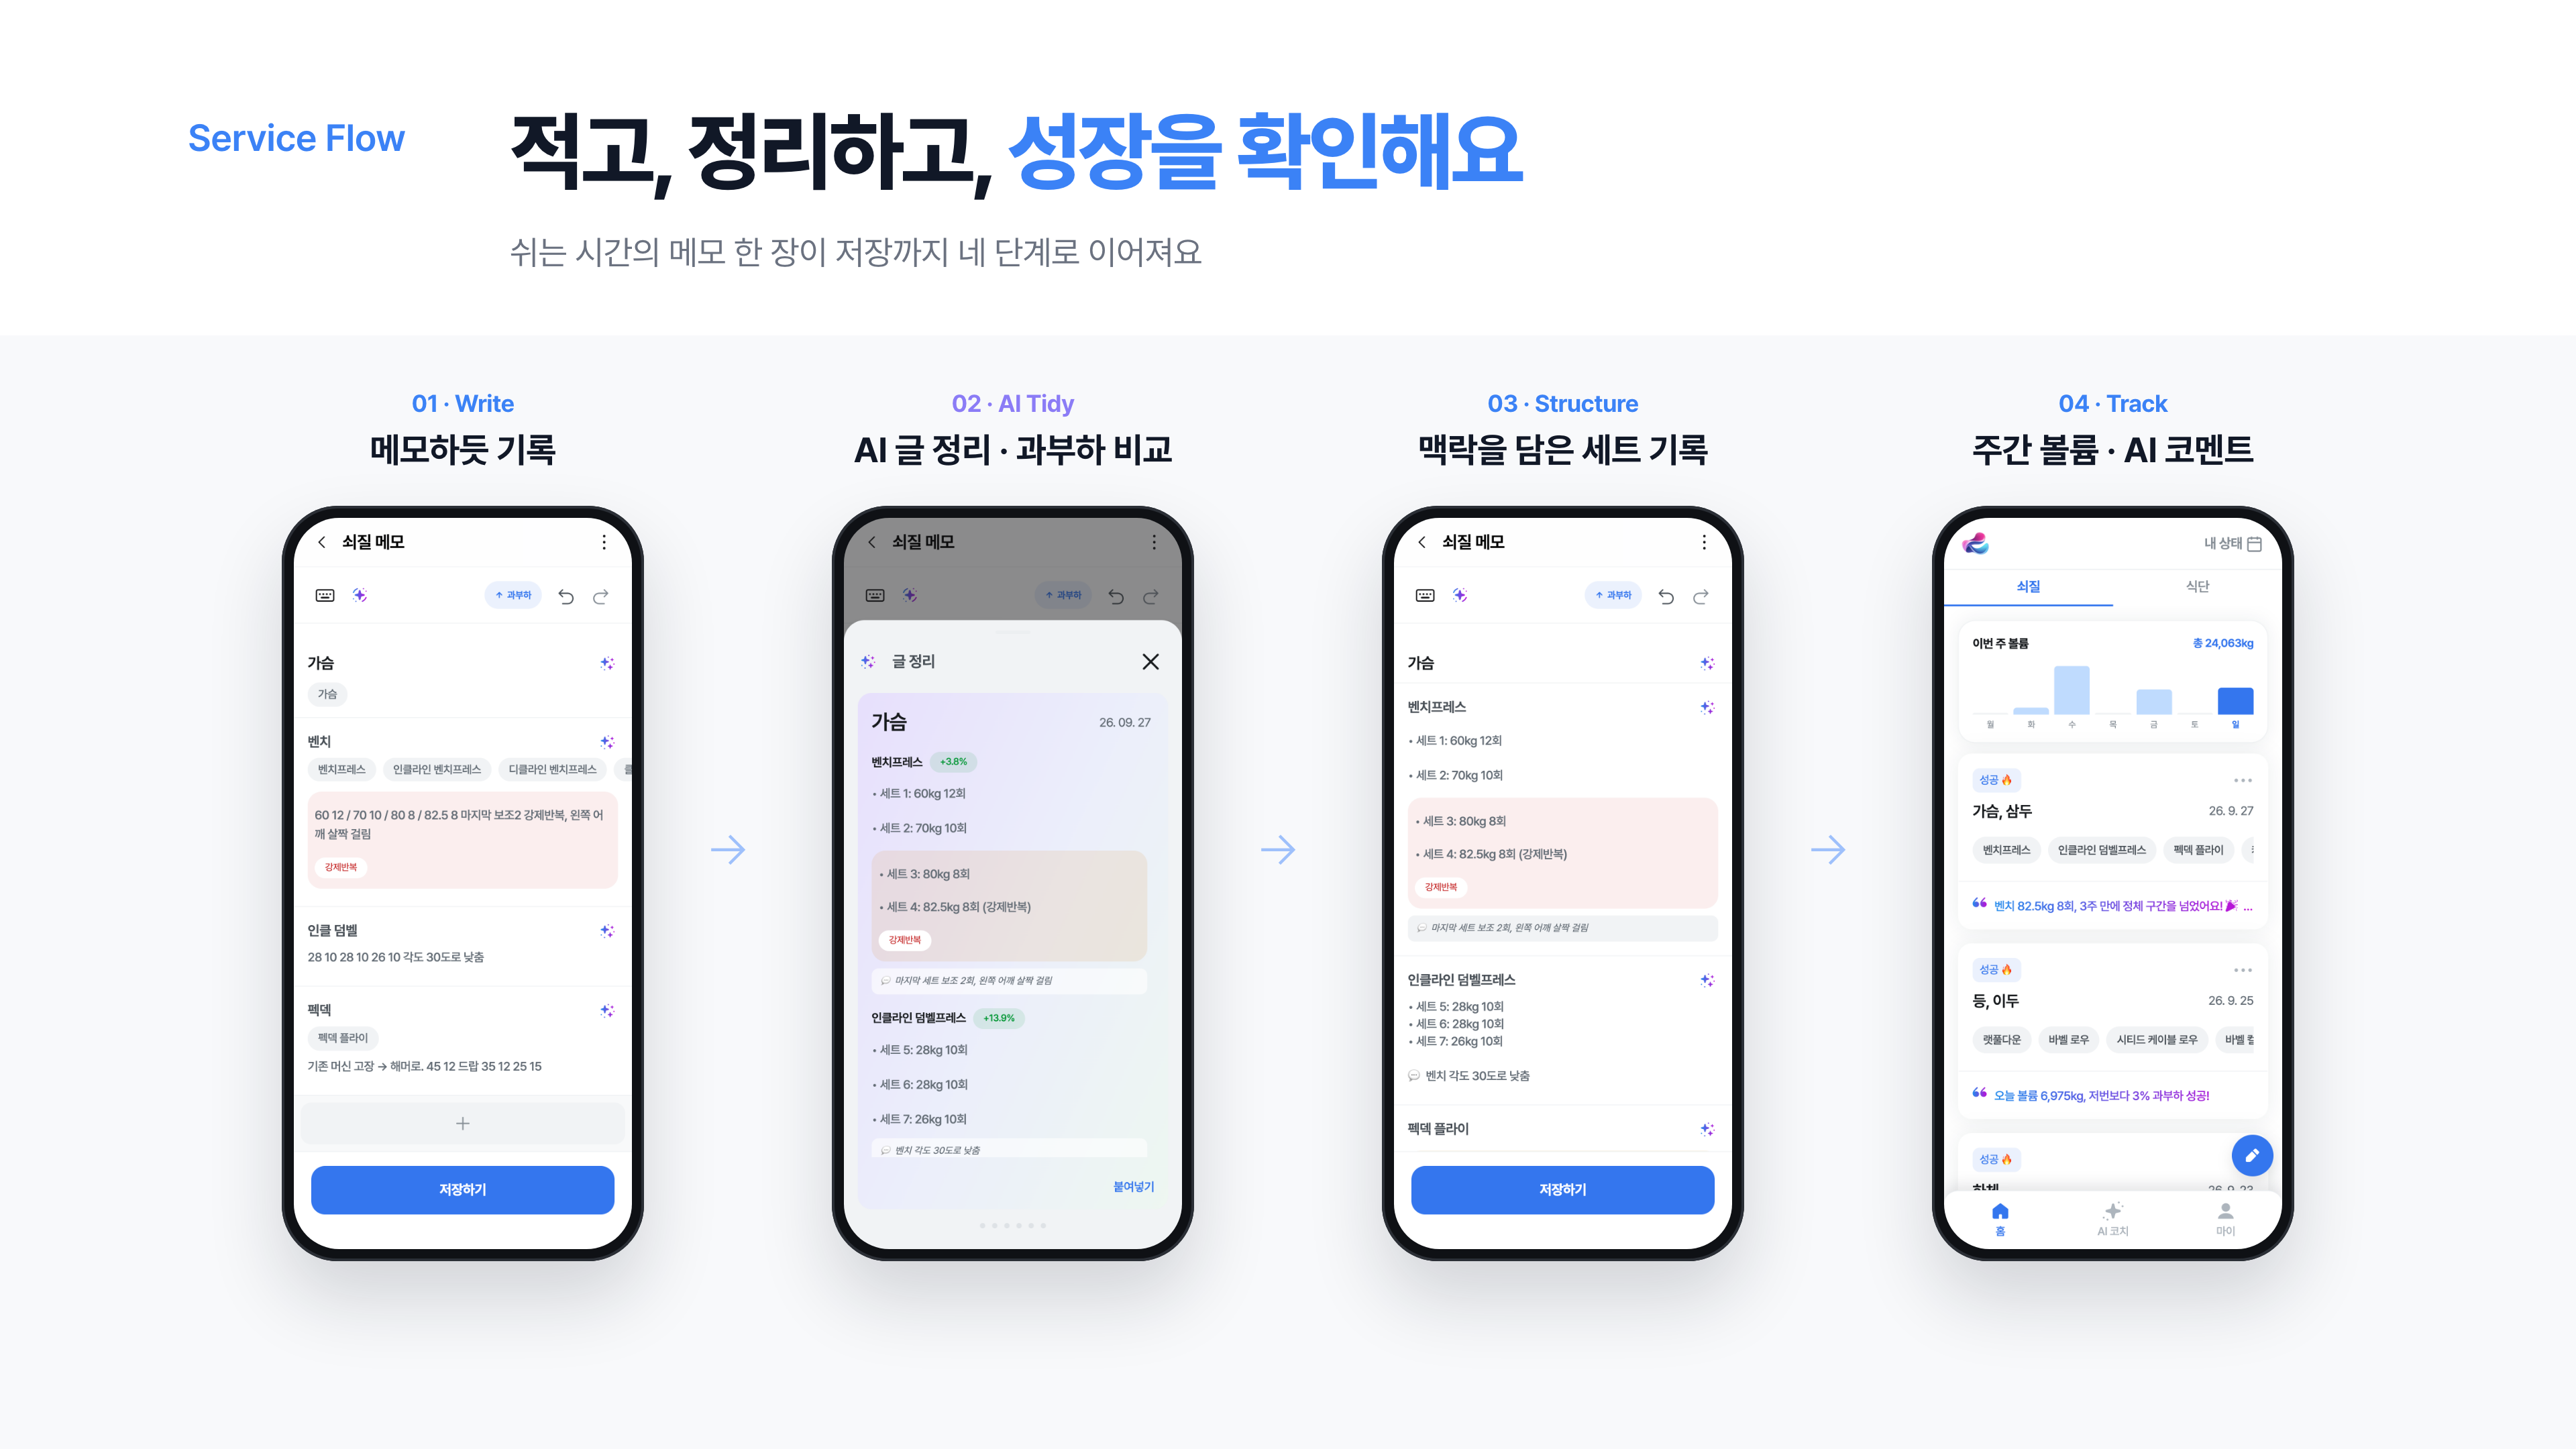 Service Flow
적고, 정리하고, 성장을 확인해요
쉬는 시간의 메모 한 장이 저장까지 네 단계로 이어져요
01 · Write
메모하듯 기록
쇠질 메모
↑ 과부하
가슴
가슴
벤치
벤치프레스 인클라인 벤치프레스 디클라인 벤치프레스
60 12 / 70 10 / 80 8 / 82.5 8 마지막 보조2 강제반복, 왼쪽 어
깨 살짝 걸림
강제반복
인클 덤벨
28 10 28 10 26 10 각도 30도로 낮춤
펙덱
펙덱 플라이
기존 머신 고장 → 해머로. 45 12 드랍 35 12 25 15
+
저장하기
02 · AI Tidy
AI 글 정리 · 과부하 비교
쇠질 메모
↑ 과부하
글 정리
가슴 26. 09. 27
벤치프레스 +3.8%
• 세트 1: 60kg 12회
• 세트 2: 70kg 10회
• 세트 3: 80kg 8회
• 세트 4: 82.5kg 8회 (강제반복)
강제반복
마지막 세트 보조 2회, 왼쪽 어깨 살짝 걸림
인클라인 덤벨프레스 +13.9%
• 세트 5: 28kg 10회
• 세트 6: 28kg 10회
• 세트 7: 26kg 10회
벤치 각도 30도로 낮춤
붙여넣기
03 · Structure
맥락을 담은 세트 기록
쇠질 메모
↑ 과부하
가슴
벤치프레스
• 세트 1: 60kg 12회
• 세트 2: 70kg 10회
• 세트 3: 80kg 8회
• 세트 4: 82.5kg 8회 (강제반복)
강제반복
마지막 세트 보조 2회, 왼쪽 어깨 살짝 걸림
인클라인 덤벨프레스
• 세트 5: 28kg 10회
• 세트 6: 28kg 10회
• 세트 7: 26kg 10회
벤치 각도 30도로 낮춤
펙덱 플라이
저장하기
04 · Track
주간 볼륨 · AI 코멘트
내 상태
쇠질 식단
이번 주 볼륨 총 24,063kg
월 화 수 목 금 토 일
성공 🔥
가슴, 삼두 26. 9. 27
벤치프레스 인클라인 덤벨프레스 펙덱 플라이
벤치 82.5kg 8회, 3주 만에 정체 구간을 넘었어요! 🎉 ...
성공 🔥
등, 이두 26. 9. 25
랫풀다운 바벨 로우 시티드 케이블 로우 바벨 컬
오늘 볼륨 6,975kg, 저번보다 3% 과부하 성공!
성공 🔥
하체 26. 9. 23
홈 AI 코치 마이